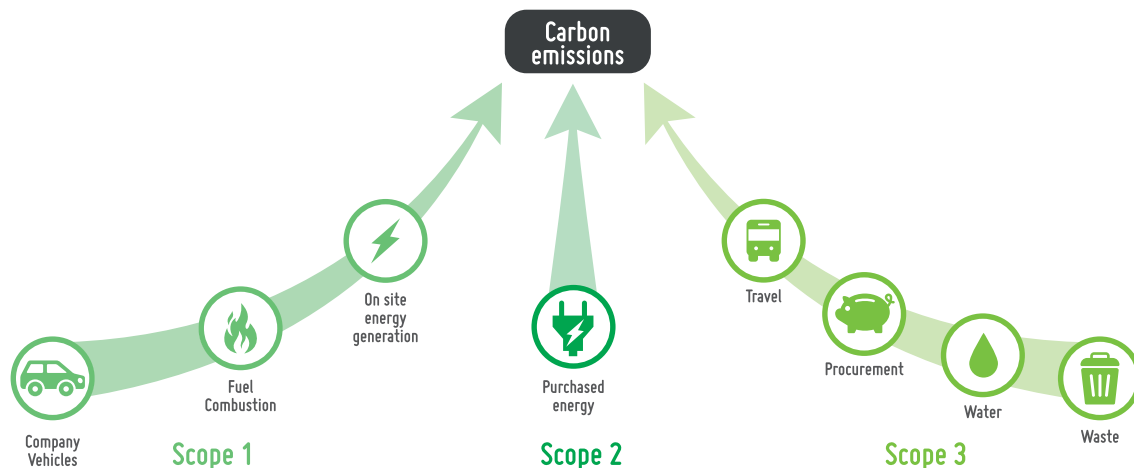 Carbon
emissions
On site
energy
generation
Fuel
Combustion
Company
Vehicles
Scope 1
Purchased
energy
Scope 2
Travel
Procurement
Water
Waste
Scope 3